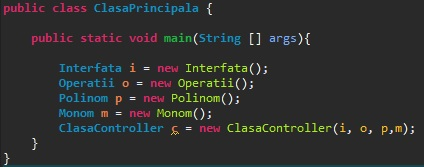 public class ClasaPrincipala {
public static void main(String [] args){
Interfata i = new Interfata();
Operatii o = new Operatii();
Polinom p = new Polinom();
Monom m = new Monom();
ClasaController c = new ClasaController(i, o, p,m);
}
}